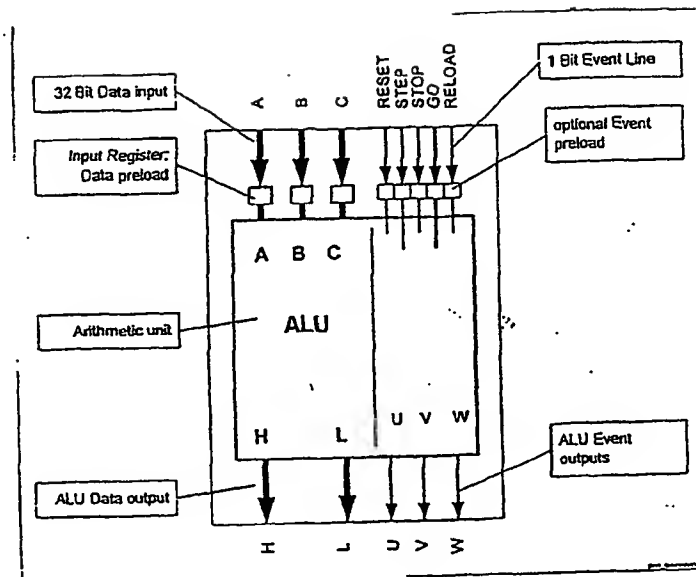 32 Bit Data input
A
B
C
RESET
STEP
STOP
GO
RELOAD
1 Bit Event Line
Input Register:
Data preload
optional Event
preload
A B C
Arithmetic unit
ALU
U V W
H L
ALU Event
outputs
ALU Data output
H
L
U
V
W